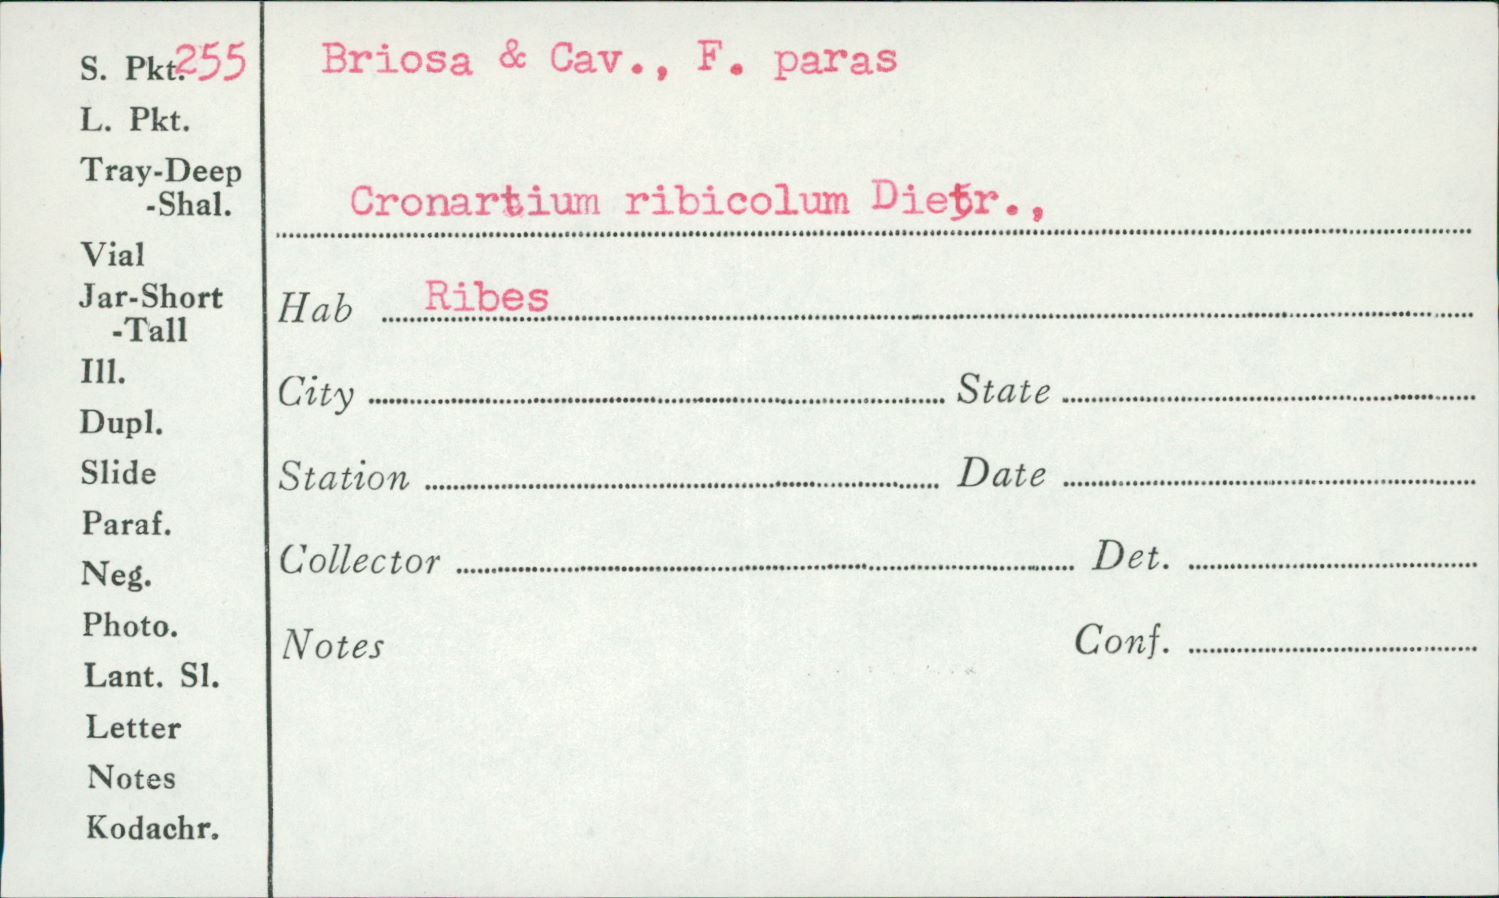 S. Pkt. 255
L. Pkt.
Tray-Deep
-Shal.
Vial
Jar-Short
-Tall
Ill.
Dupl.
Slide
Paraf.
Neg.
Photo.
Lant. Sl.
Letter
Notes
Kodachr.
Briosa & Cav., F. paras
Cronartium ribicolum Dietr.,
Hab Ribes
City State
Station Date
Collector Det.
Notes Conf.